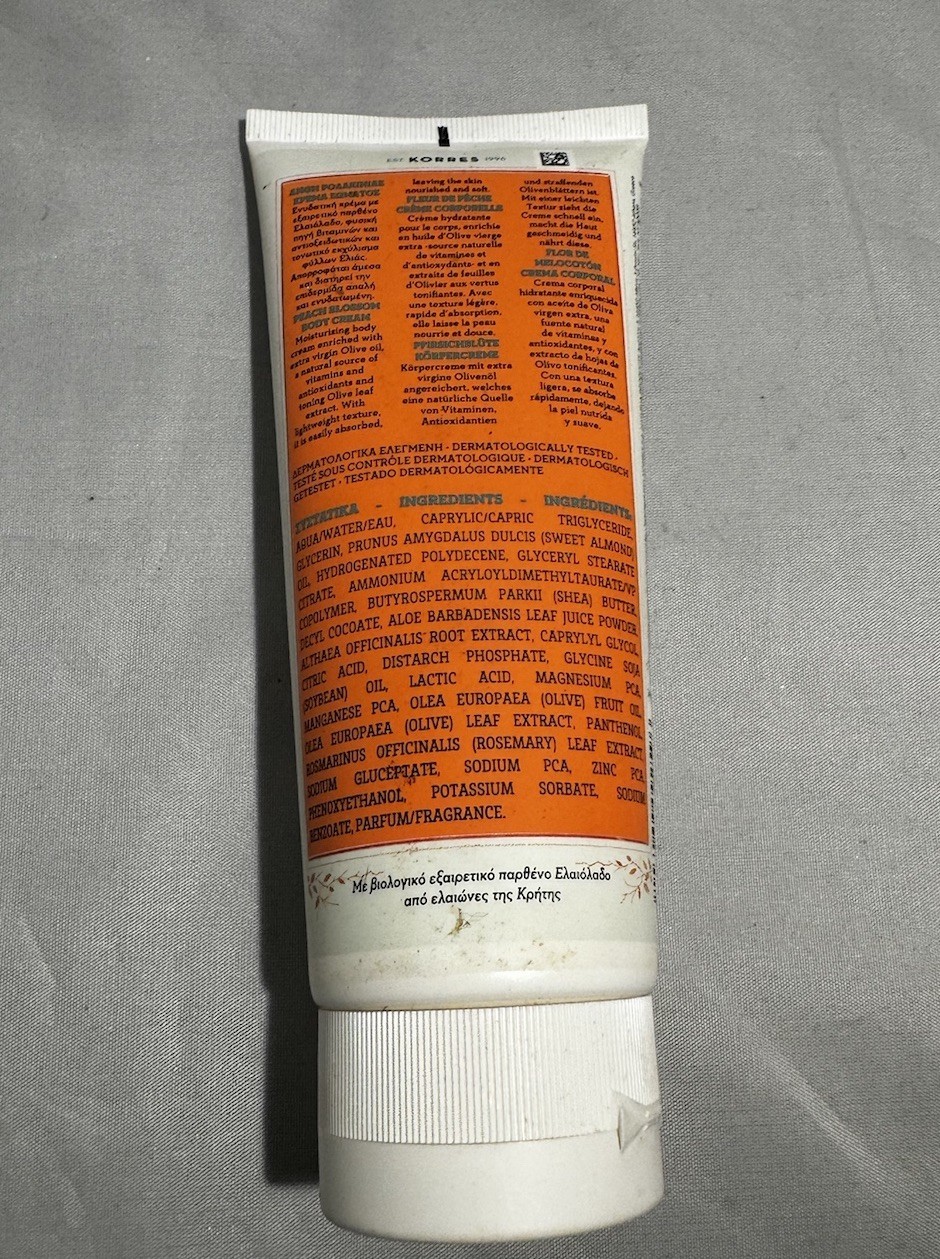 EST. KORRES 1996
ΑΝΘΗ ΡΟΔΑΚΙΝΙΑΣ
ΚΡΕΜΑ ΣΩΜΑΤΟΣ
Ενυδατική κρέμα με
εξαιρετικό παρθένο
Ελαιόλαδο, φυσική
πηγή βιταμινών και
αντιοξειδωτικών και
τονωτικό εκχύλισμα
φύλλων Ελιάς.
Απορροφάται άμεσα
και διατηρεί την
επιδερμίδα απαλή
και ενυδατωμένη.
PEACH BLOSSOM
BODY CREAM
Moisturizing body
cream enriched with
extra virgin Olive oil,
a natural source of
vitamins and
antioxidants and
toning Olive leaf
extract. With
lightweight texture,
it is easily absorbed,
leaving the skin
nourished and soft.
FLEUR DE PÊCHE
CRÈME CORPORELLE
Crème hydratante
pour le corps, enrichie
en huile d'Olive vierge
extra -source naturelle
de vitamines et
d'antioxydants- et en
extraits de feuilles
d'Olivier aux vertus
tonifiantes. Avec
une texture légère,
rapide d'absorption,
elle laisse la peau
nourrie et douce.
PFIRSICHBLÜTE
KÖRPERCREME
Körpercreme mit extra
virgine Olivenöl
angereichert, welches
eine natürliche Quelle
von Vitaminen,
Antioxidantien
und straffenden
Olivenblättern ist.
Mit einer leichten
Textur zieht die
Creme schnell ein,
macht die Haut
geschmeidig und
nährt diese.
FLOR DE
MELOCOTÓN
CREMA CORPORAL
Crema corporal
hidratante enriquecida
con aceite de Oliva
virgen extra, una
fuente natural
de vitaminas y
antioxidantes, y con
extracto de hojas de
Olivo tonificantes.
Con una textura
ligera, se absorbe
rápidamente, dejando
la piel nutrida
y suave.
ΔΕΡΜΑΤΟΛΟΓΙΚΑ ΕΛΕΓΜΕΝΗ · DERMATOLOGICALLY TESTED ·
TESTÉ SOUS CONTRÔLE DERMATOLOGIQUE · DERMATOLOGISCH
GETESTET · TESTADO DERMATOLÓGICAMENTE
ΣΥΣΤΑΤΙΚΑ - INGREDIENTS - INGRÉDIENTS:
AQUA/WATER/EAU, CAPRYLIC/CAPRIC TRIGLYCERIDE,
GLYCERIN, PRUNUS AMYGDALUS DULCIS (SWEET ALMOND)
OIL, HYDROGENATED POLYDECENE, GLYCERYL STEARATE
CITRATE, AMMONIUM ACRYLOYLDIMETHYLTAURATE/VP
COPOLYMER, BUTYROSPERMUM PARKII (SHEA) BUTTER,
DECYL COCOATE, ALOE BARBADENSIS LEAF JUICE POWDER,
ALTHAEA OFFICINALIS ROOT EXTRACT, CAPRYLYL GLYCOL,
CITRIC ACID, DISTARCH PHOSPHATE, GLYCINE SOJA
(SOYBEAN) OIL, LACTIC ACID, MAGNESIUM PCA,
MANGANESE PCA, OLEA EUROPAEA (OLIVE) FRUIT OIL,
OLEA EUROPAEA (OLIVE) LEAF EXTRACT, PANTHENOL,
ROSMARINUS OFFICINALIS (ROSEMARY) LEAF EXTRACT,
SODIUM GLUCEPTATE, SODIUM PCA, ZINC PCA,
PHENOXYETHANOL, POTASSIUM SORBATE, SODIUM
BENZOATE, PARFUM/FRAGRANCE.
Με βιολογικό εξαιρετικό παρθένο Ελαιόλαδο
από ελαιώνες της Κρήτης